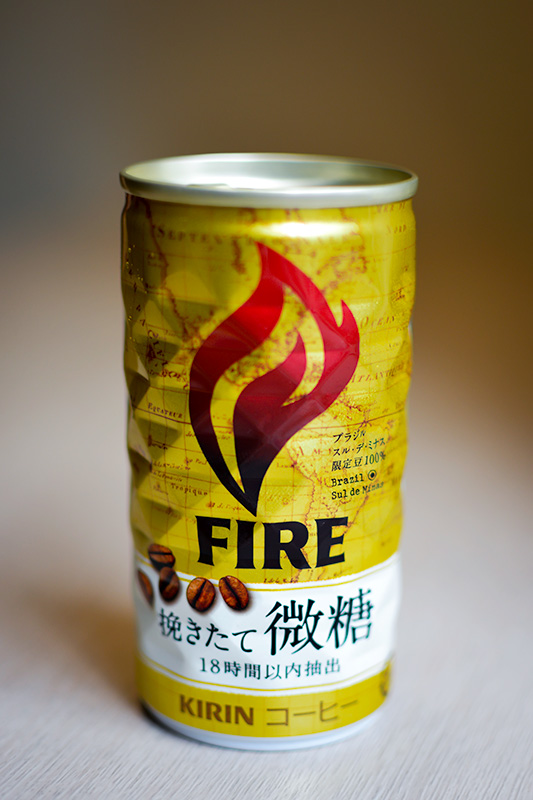 ブラジル
スル・デ・ミナス
限定豆100%
Brazil
Sul de Minas
FIRE
挽きたて 微糖
18時間以内抽出
KIRIN コーヒー